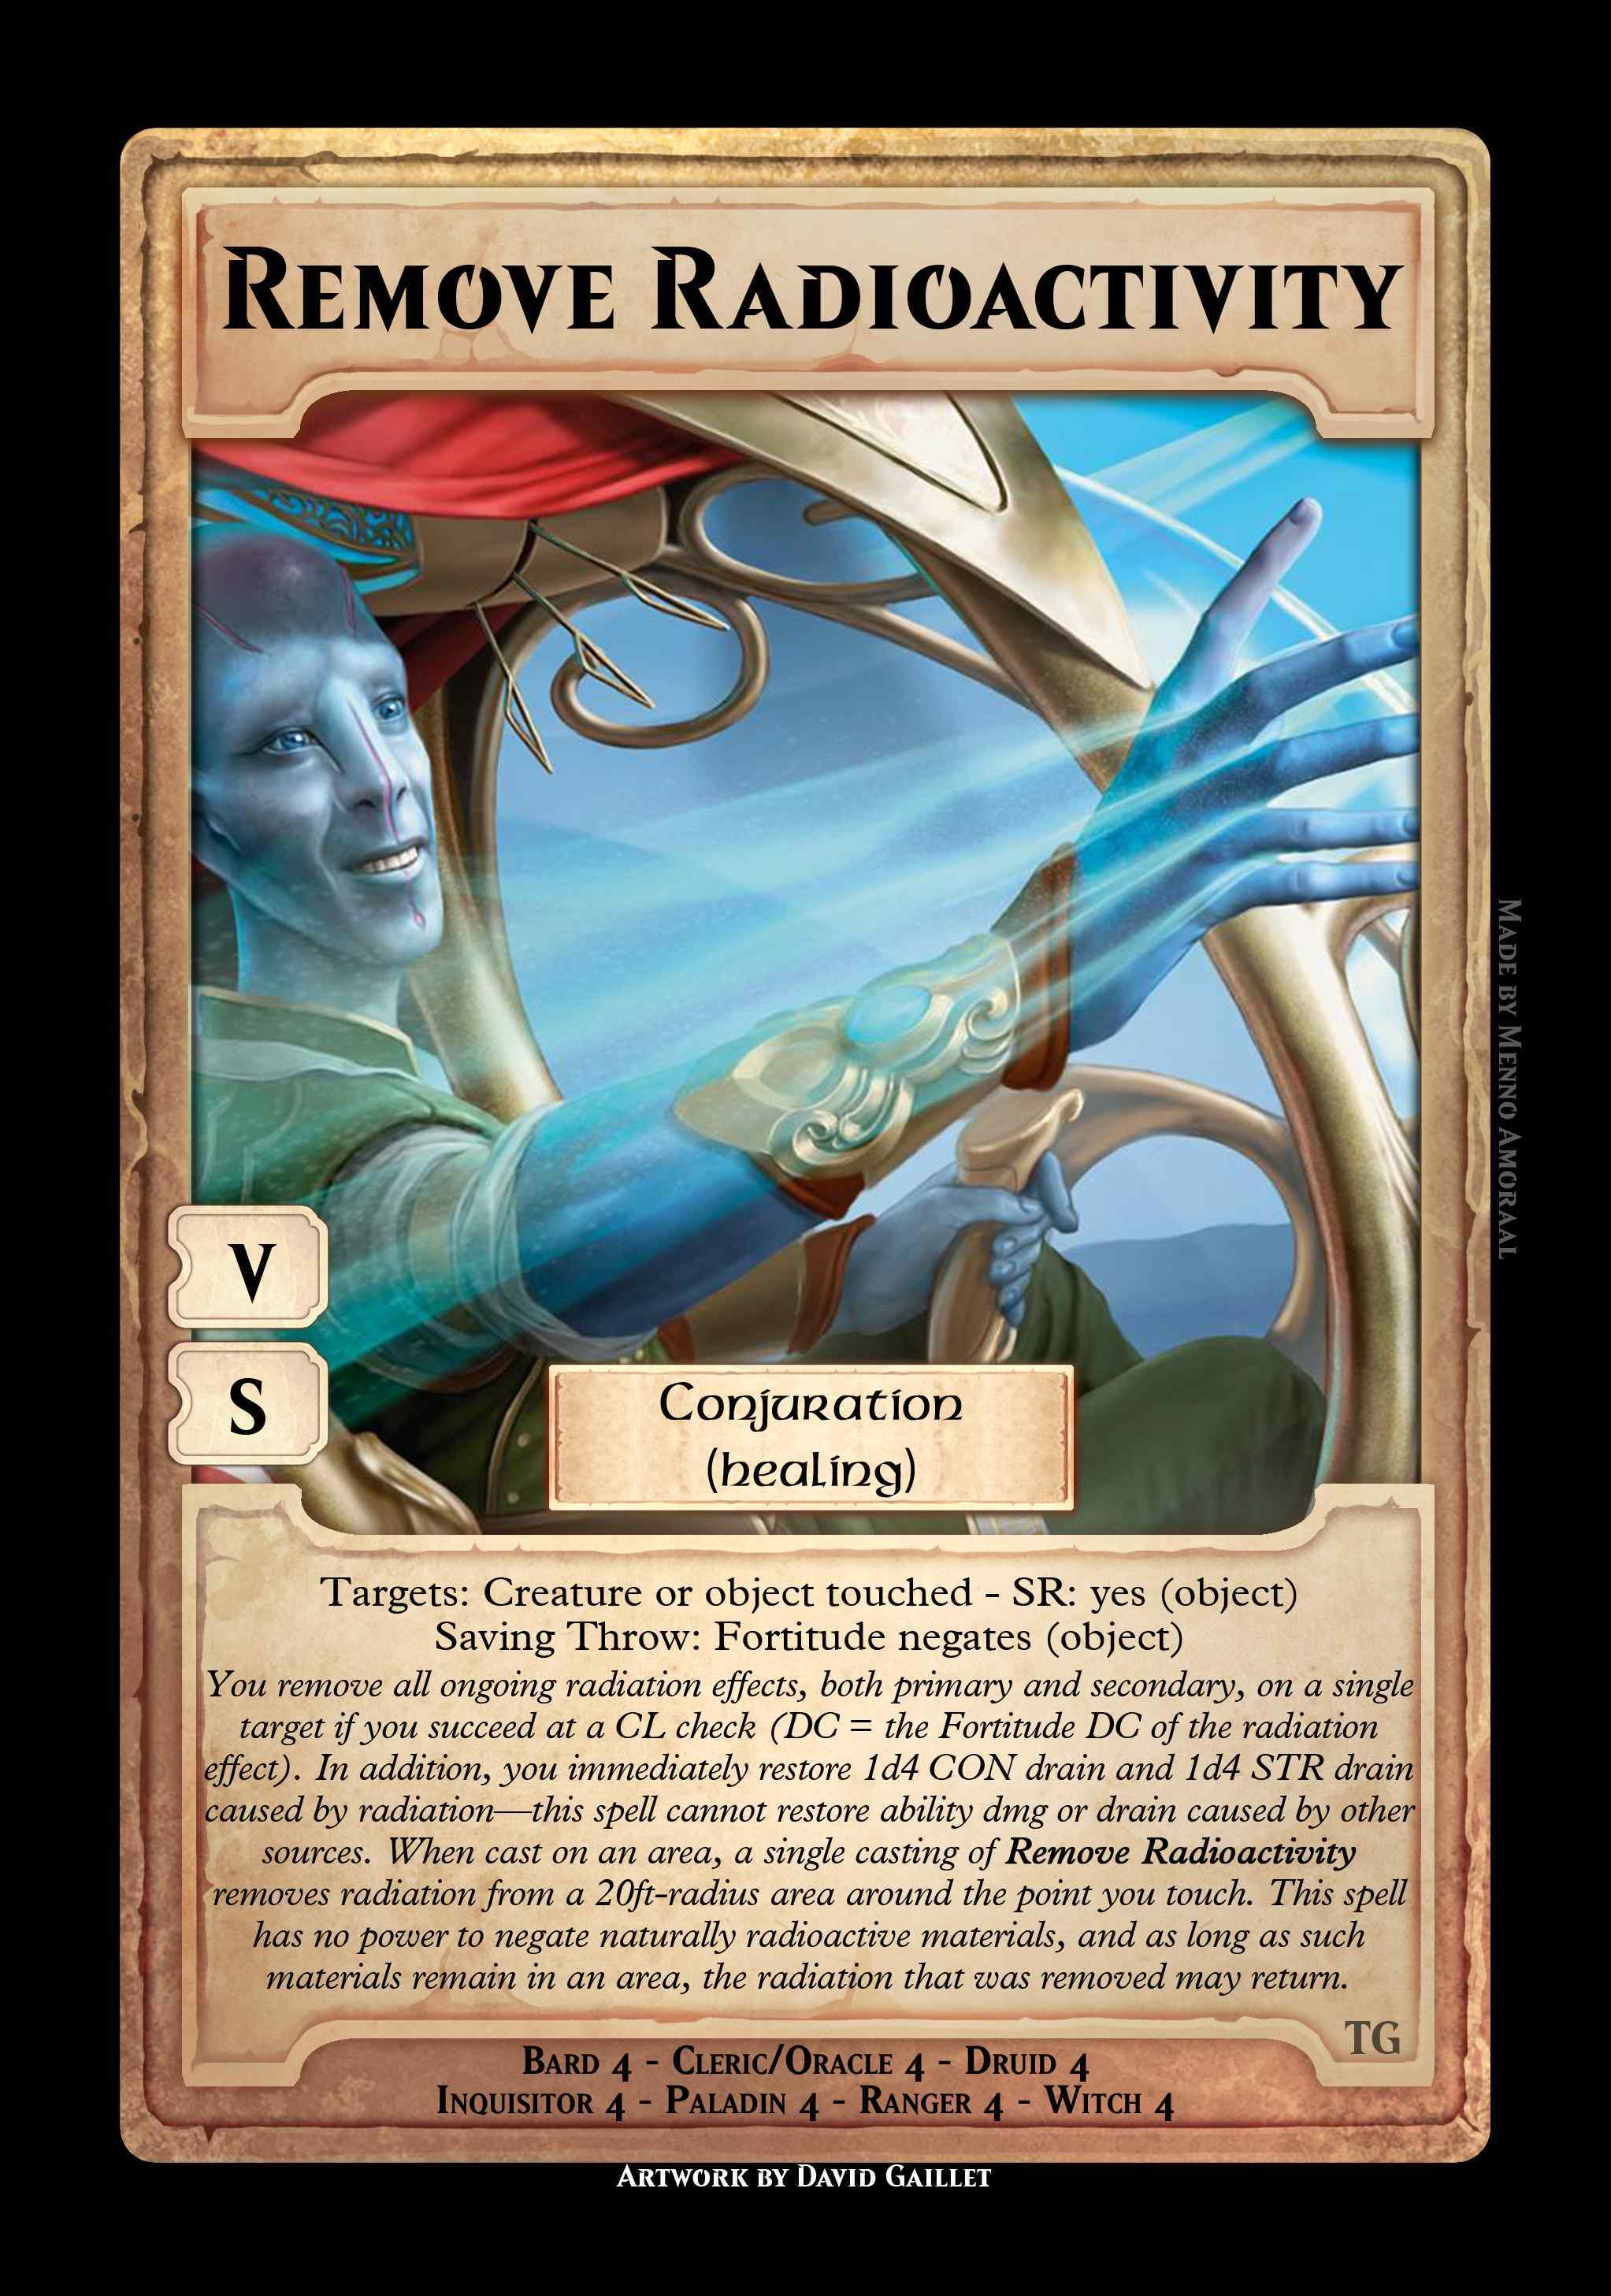 Remove Radioactivity
V
S
Conjuration
(healing)
Targets: Creature or object touched - SR: yes (object)
Saving Throw: Fortitude negates (object)
You remove all ongoing radiation effects, both primary and secondary, on a single
target if you succeed at a CL check (DC = the Fortitude DC of the radiation
effect). In addition, you immediately restore 1d4 CON drain and 1d4 STR drain
caused by radiation—this spell cannot restore ability dmg or drain caused by other
sources. When cast on an area, a single casting of Remove Radioactivity
removes radiation from a 20ft-radius area around the point you touch. This spell
has no power to negate naturally radioactive materials, and as long as such
materials remain in an area, the radiation that was removed may return.
TG
Bard 4 - Cleric/Oracle 4 - Druid 4
Inquisitor 4 - Paladin 4 - Ranger 4 - Witch 4
Artwork by David Gaillet
Made by Menno Amoraal